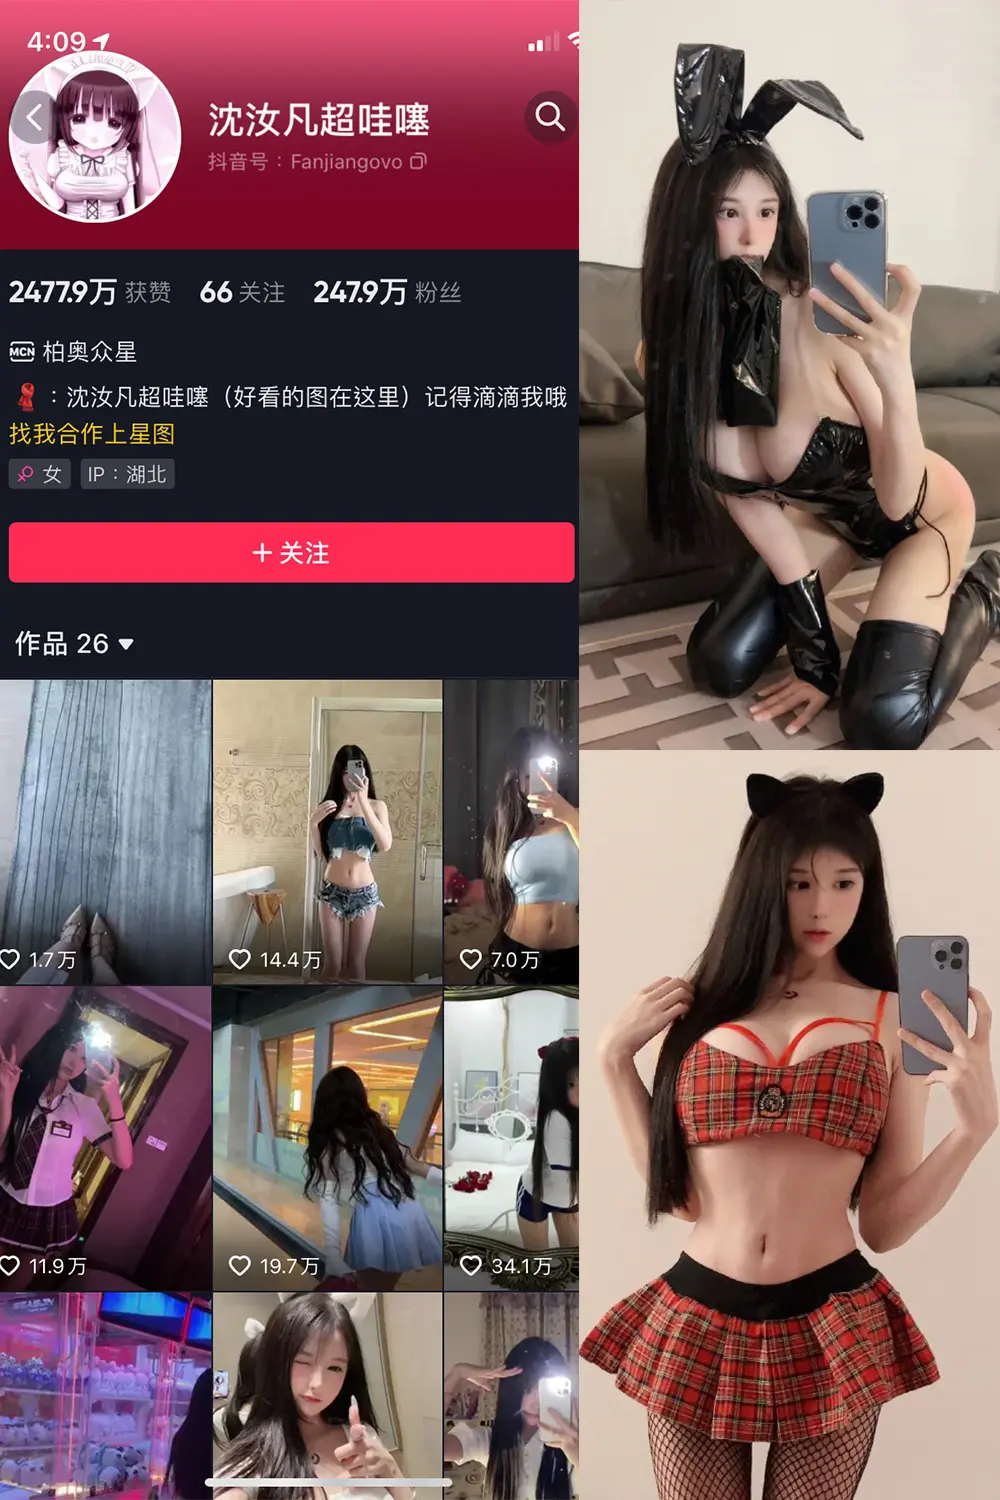 4:09
沈汝凡超哇噻
抖音号：Fanjiangovo
2477.9万 获赞 66 关注 247.9万 粉丝
MCN 柏奥众星
：沈汝凡超哇噻（好看的图在这里）记得滴滴我哦
找我合作上星图
女 IP：湖北
+ 关注
作品 26
1.7万
14.4万
7.0万
11.9万
19.7万
34.1万